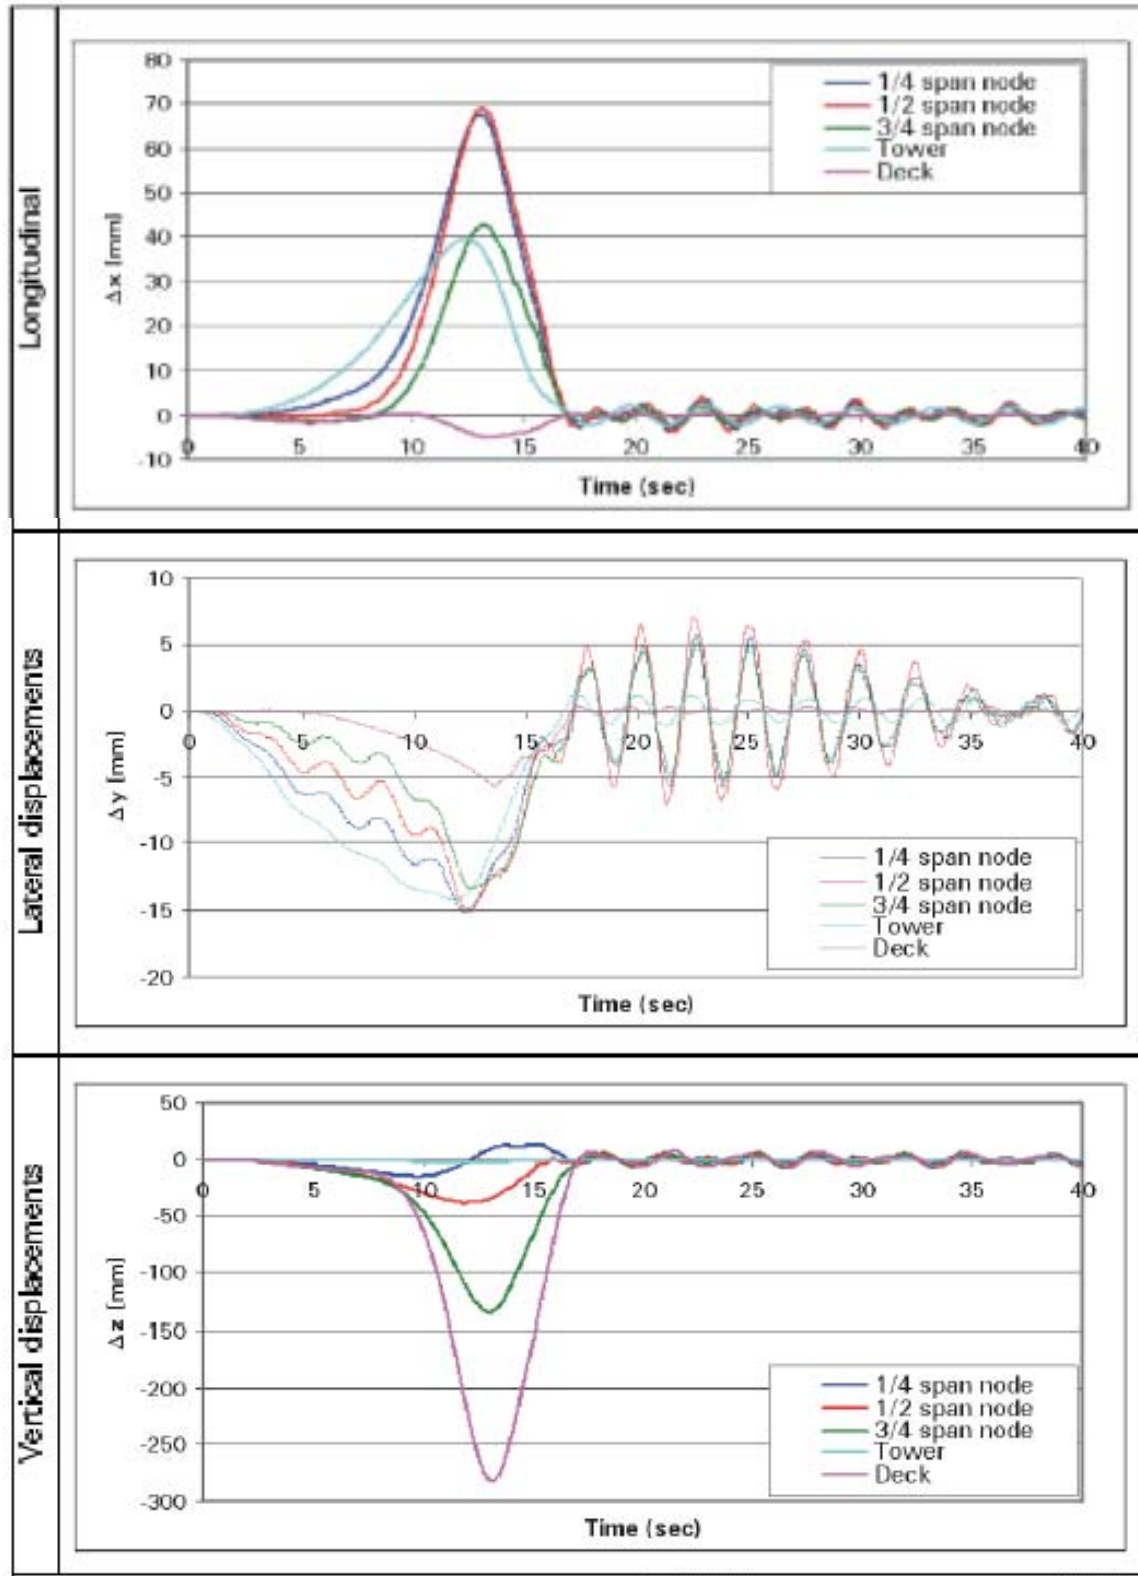 Longitudinal
80
70
60
50
40
30
20
10
0
-10
Δx [mm]
1/4 span node
1/2 span node
3/4 span node
Tower
Deck
0 5 10 15 20 25 30 35 40
Time (sec)
Lateral displacements
10
5
0
-5
-10
-15
-20
Δy [mm]
0 5 10 15 20 25 30 35 40
1/4 span node
1/2 span node
3/4 span node
Tower
Deck
Time (sec)
Vertical displacements
50
0
-50
-100
-150
-200
-250
-300
Δz [mm]
0 5 10 15 20 25 30 35 40
1/4 span node
1/2 span node
3/4 span node
Tower
Deck
Time (sec)